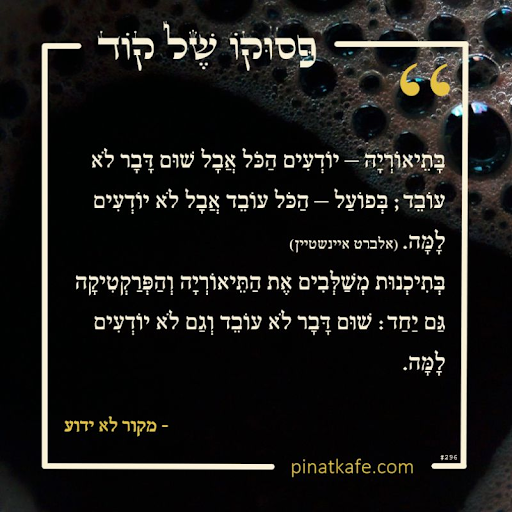 פְּסוּקוֹ שֶׁל קוֹד
“
בְּתֵיאוֹרְיָה – יוֹדְעִים הַכֹּל אֲבָל שׁוּם דָּבָר לֹא
עוֹבֵד; בְּפוֹעַל – הַכֹּל עוֹבֵד אֲבָל לֹא יוֹדְעִים
לָמָּה. (אלברט איינשטיין)
בְּתִיכְנוּת מְשַׁלְּבִים אֶת הַתֵּיאוֹרְיָה וְהַפְּרַקְטִיקָה
גַּם יַחַד: שׁוּם דָּבָר לֹא עוֹבֵד וְגַם לֹא יוֹדְעִים
לָמָּה.
- מקור לא ידוע
#296
pinatkafe.com